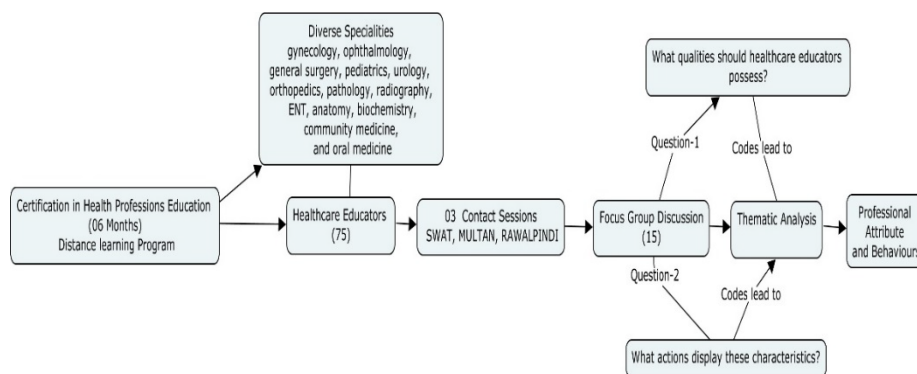 Diverse Specialities
gynecology, ophthalmology,
general surgery, pediatrics, urology,
orthopedics, pathology, radiography,
ENT, anatomy, biochemistry,
community medicine,
and oral medicine
Certification in Health Professions Education
(06 Months)
Distance learning Program
Healthcare Educators
(75)
03 Contact Sessions
SWAT, MULTAN, RAWALPINDI
What qualities should healthcare educators
possess?
Question-1
Codes lead to
Focus Group Discussion
(15)
Thematic Analysis
Professional
Attribute
and Behaviours
Question-2
Codes lead to
What actions display these characteristics?